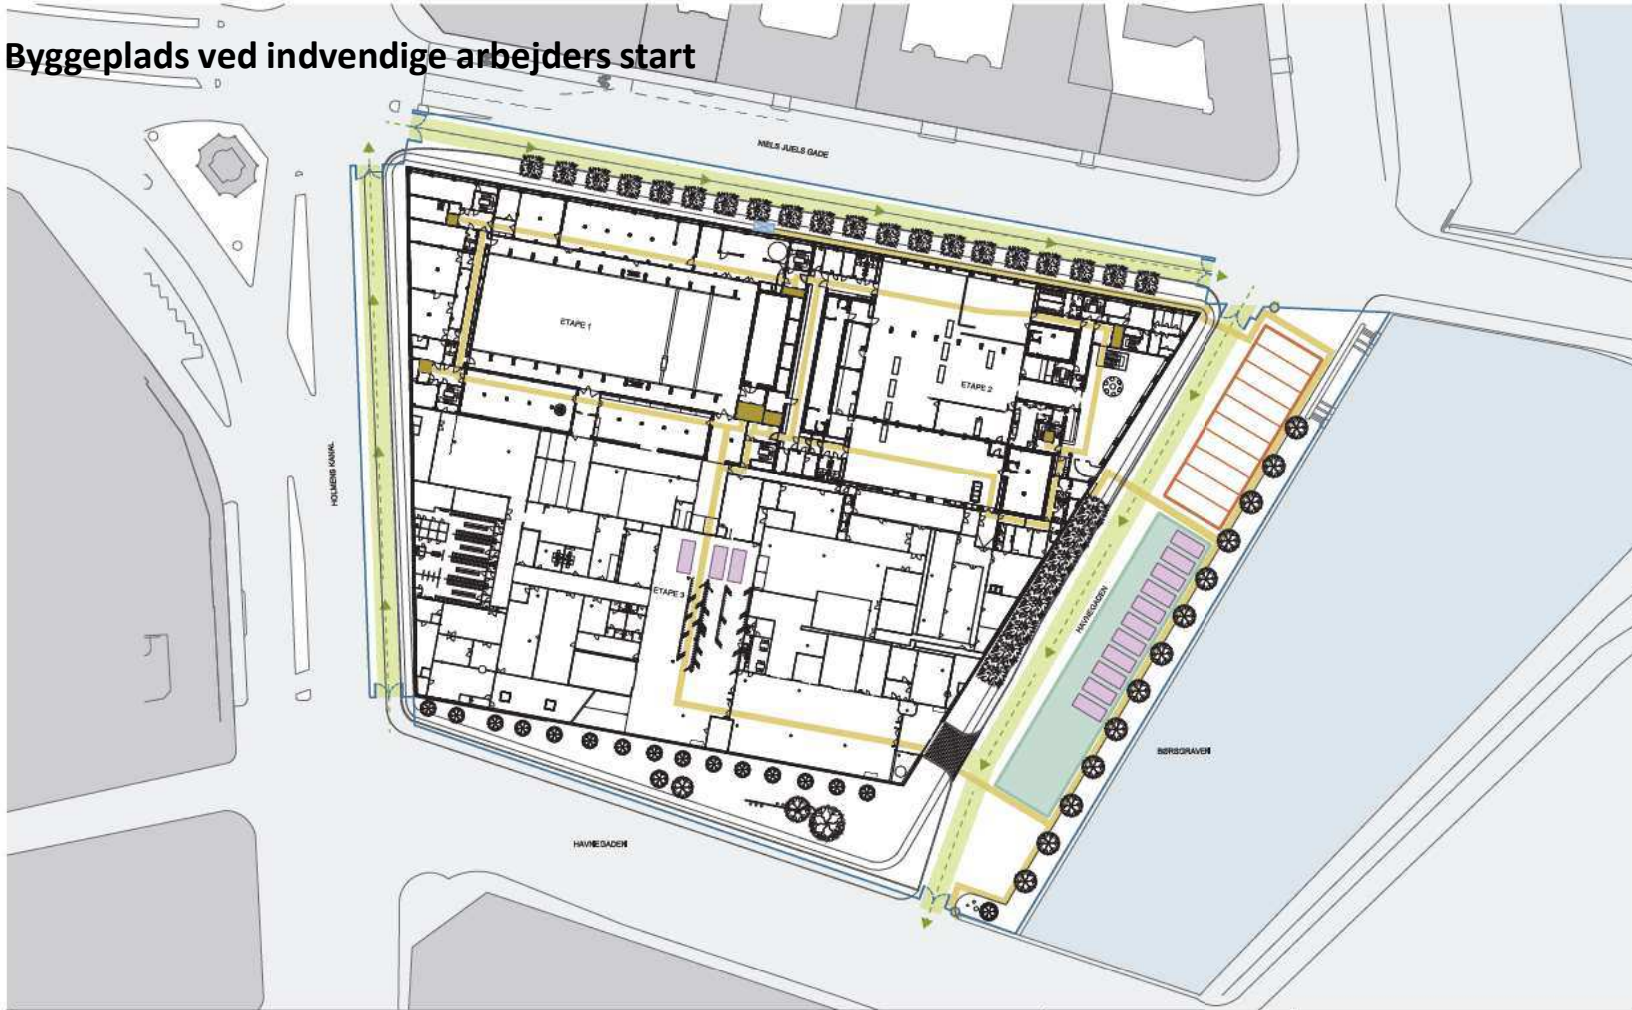 Byggeplads ved indvendige arbejders start
NIELS JUELS GADE
ETAPE 1
ETAPE 2
HOLMENS KANAL
ETAPE 3
HAVNEGADEN
BØRSGRAVEN
HAVNEGADEN